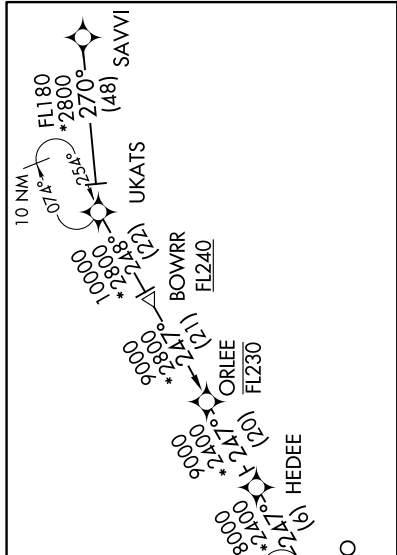 SAVVI
FL180
*2800
270°
(48)
10 NM
074°
254°
UKATS
10000
*2800
248°
(22)
BOWRR
FL240
9000
*2800
247°
(21)
ORLEE
FL230
9000
*2400
247°
(20)
HEDEE
8000
*2400
247°
(6)